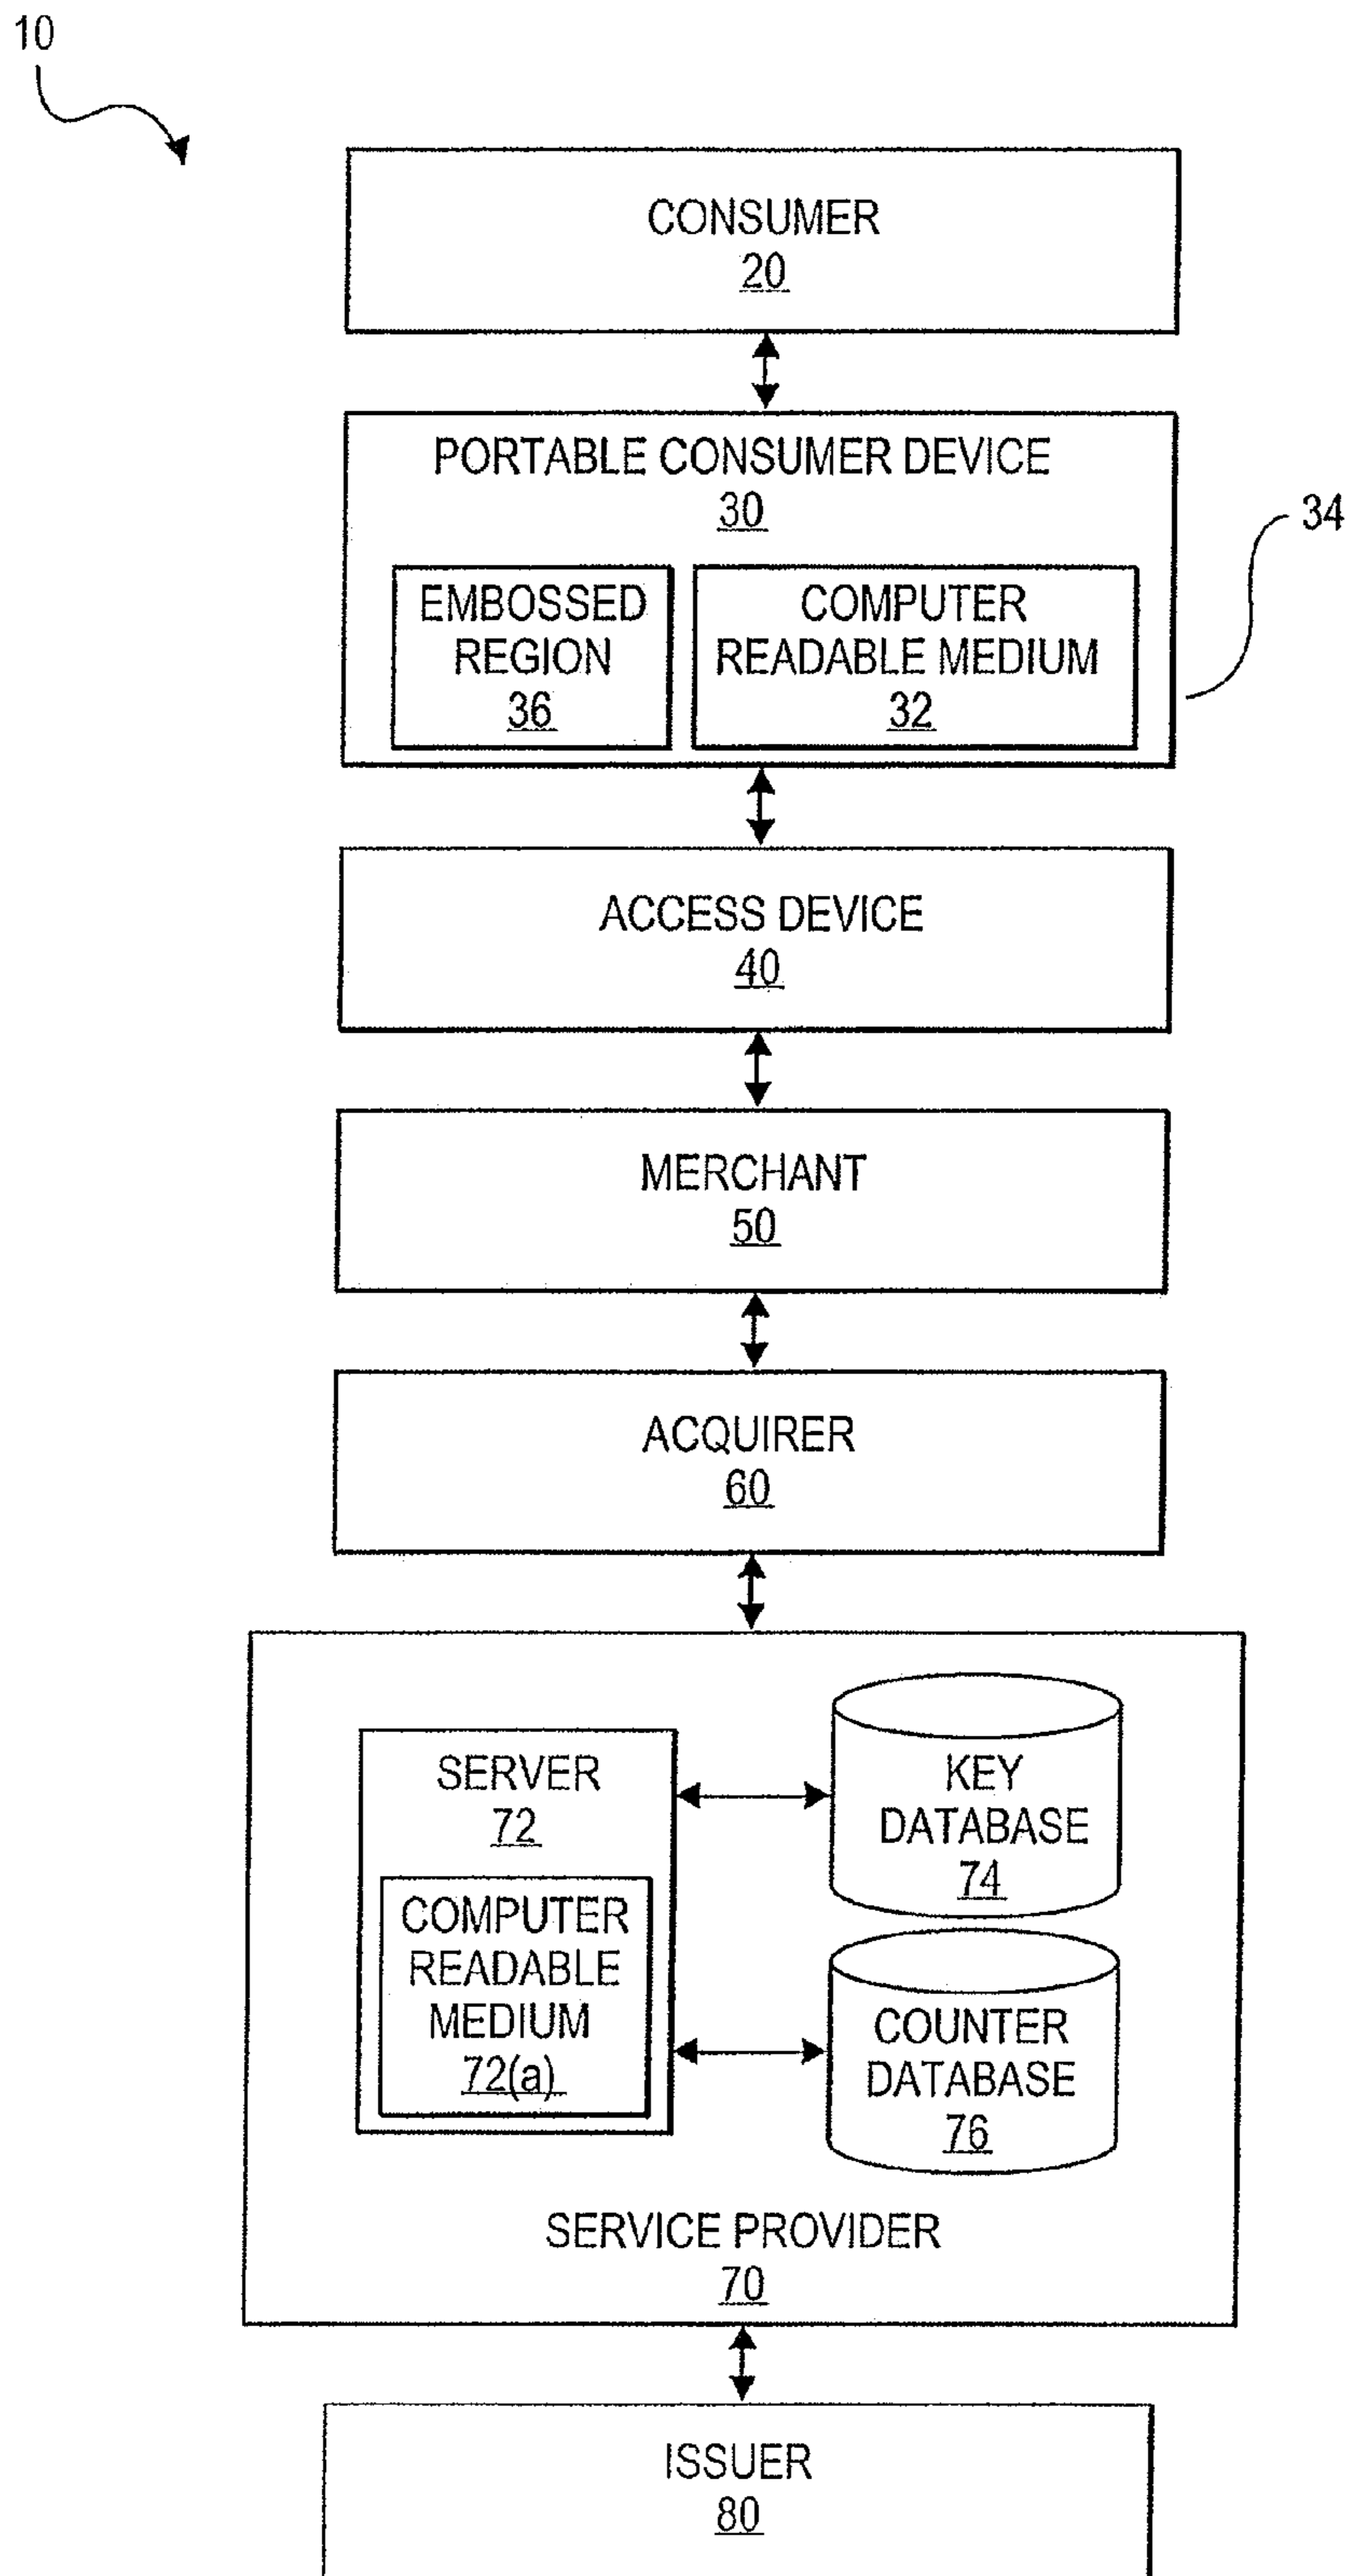 10
CONSUMER
20
PORTABLE CONSUMER DEVICE
30
34
EMBOSSED
REGION
36
COMPUTER
READABLE MEDIUM
32
ACCESS DEVICE
40
MERCHANT
50
ACQUIRER
60
SERVER
72
COMPUTER
READABLE
MEDIUM
72(a)
KEY
DATABASE
74
COUNTER
DATABASE
76
SERVICE PROVIDER
70
ISSUER
80